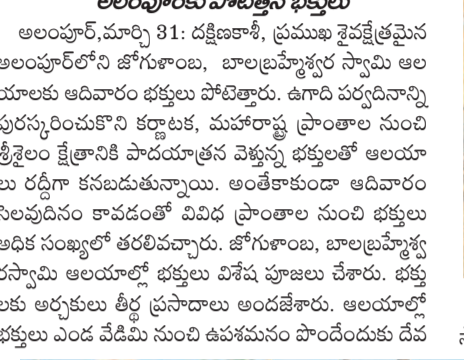 అలంపూర్‌కు పోటెత్తిన భక్తులు
అలంపూర్,మార్చి 31: దక్షిణకాశీ, ప్రముఖ శైవక్షేత్రమైన
అలంపూర్‌లోని జోగుళాంబ, బాలబ్రహ్మేశ్వర స్వామి ఆల
యాలకు ఆదివారం భక్తులు పోటెత్తారు. ఉగాది పర్వదినాన్ని
పురస్కరించుకొని కర్ణాటక, మహారాష్ట్ర ప్రాంతాల నుంచి
శ్రీశైలం క్షేత్రానికి పాదయాత్రన వెళ్తున్న భక్తులతో ఆలయా
లు రద్దీగా కనబడుతున్నాయి. అంతేకాకుండా ఆదివారం
సెలవుదినం కావడంతో వివిధ ప్రాంతాల నుంచి భక్తులు
అధిక సంఖ్యలో తరలివచ్చారు. జోగుళాంబ, బాలబ్రహ్మేశ్వ
రస్వామి ఆలయాల్లో భక్తులు విశేష పూజలు చేశారు. భక్తు
లకు అర్చకులు తీర్థ ప్రసాదాలు అందజేశారు. ఆలయాల్లో
భక్తులు ఎండ వేడిమి నుంచి ఉపశమనం పొందేందుకు దేవ